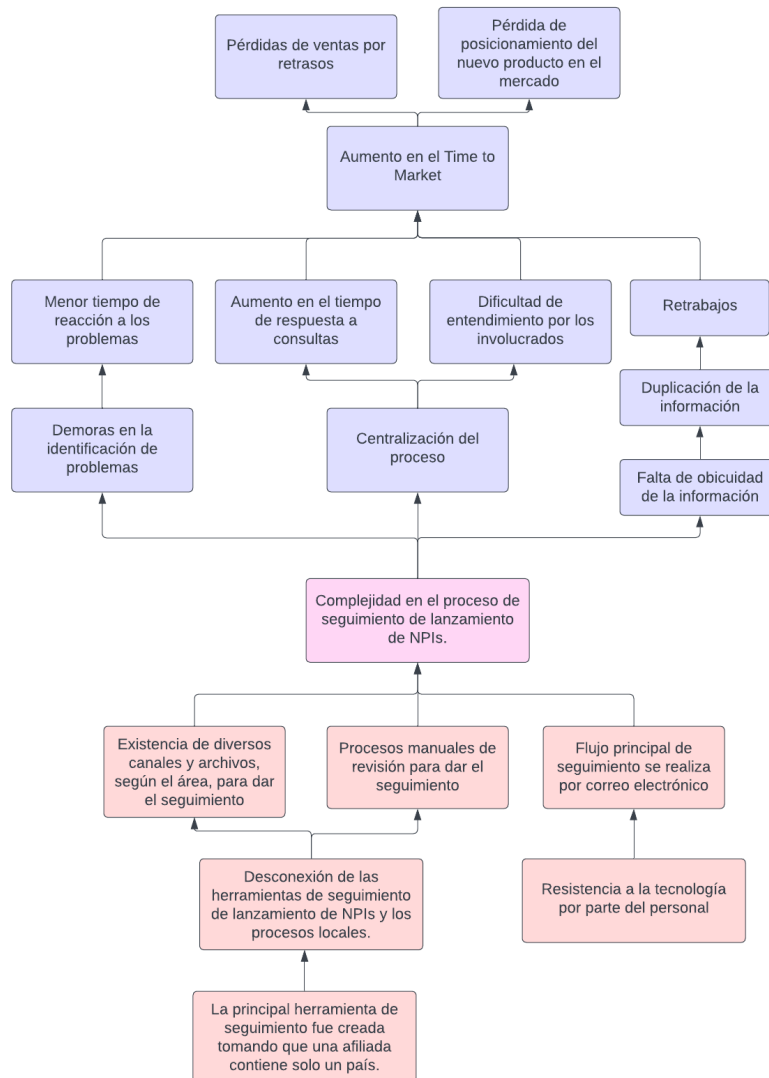 Pérdidas de ventas por
retrasos
Pérdida de
posicionamiento del
nuevo producto en el
mercado
Aumento en el Time to
Market
Menor tiempo de
reacción a los
problemas
Aumento en el tiempo
de respuesta a
consultas
Dificultad de
entendimiento por los
involucrados
Retrabajos
Duplicación de la
información
Demoras en la
identificación de
problemas
Centralización del
proceso
Falta de obicuidad
de la información
Complejidad en el proceso de
seguimiento de lanzamiento
de NPIs.
Existencia de diversos
canales y archivos,
según el área, para dar
el seguimiento
Procesos manuales de
revisión para dar el
seguimiento
Flujo principal de
seguimiento se realiza
por correo electrónico
Desconexión de las
herramientas de seguimiento
de lanzamiento de NPIs y los
procesos locales.
Resistencia a la tecnología
por parte del personal
La principal herramienta de
seguimiento fue creada
tomando que una afiliada
contiene solo un país.